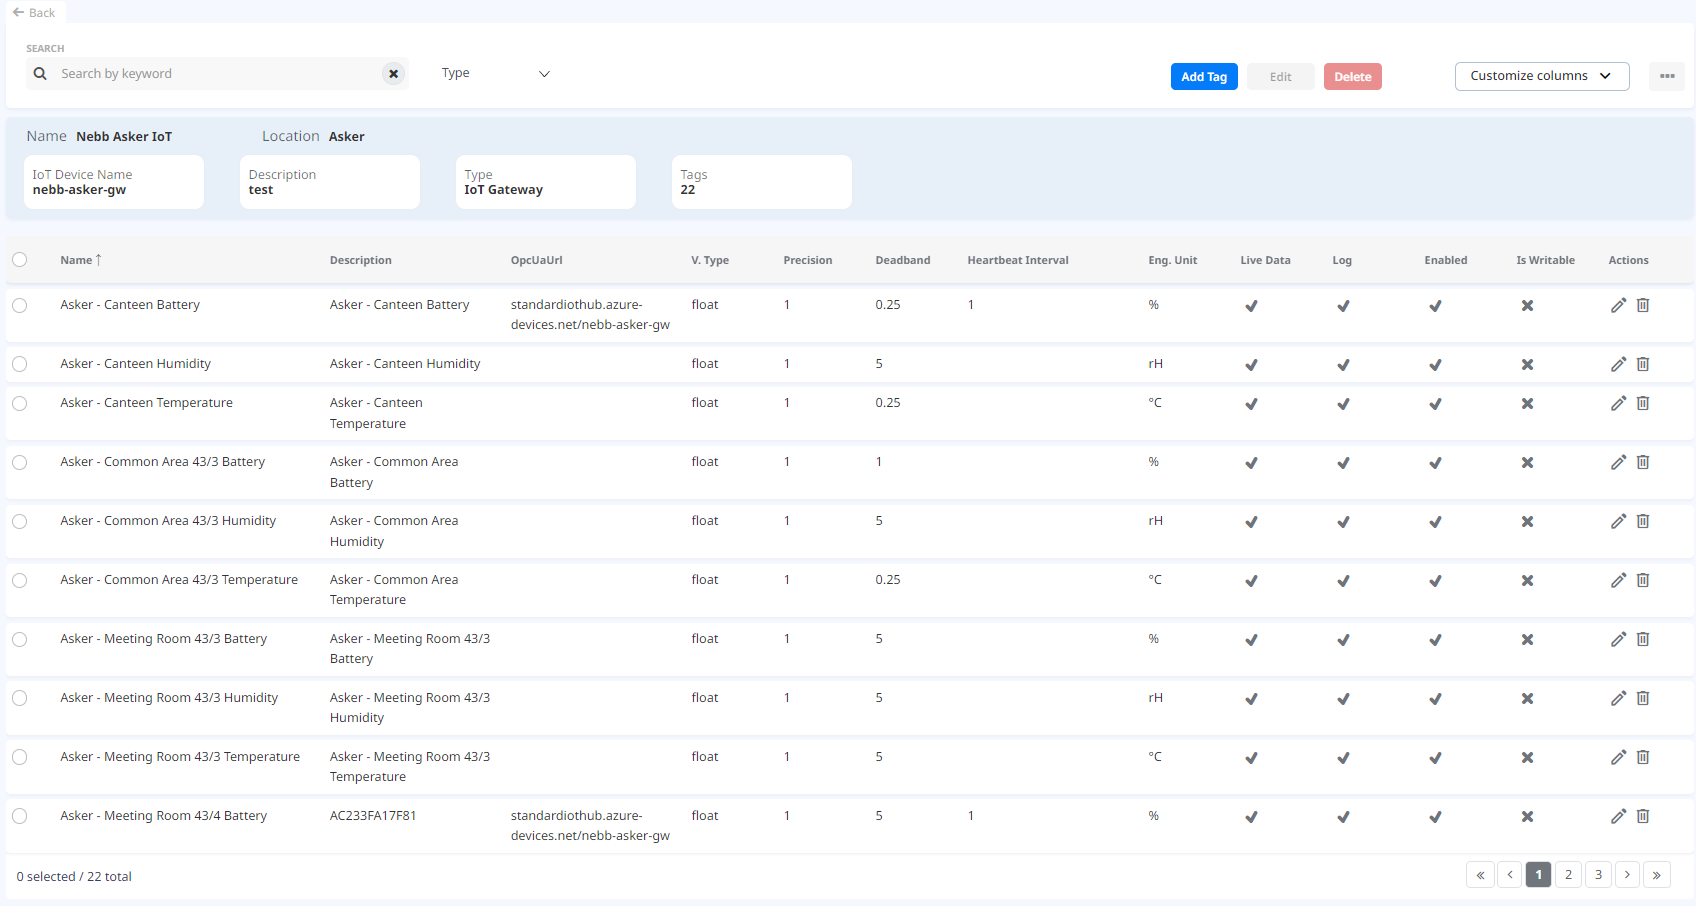 Back
SEARCH
Search by keyword
Type
Add Tag
Edit
Delete
Customize columns
Name Nebb Asker IoT
Location Asker
IoT Device Name
nebb-asker-gw
Description
test
Type
IoT Gateway
Tags
22
Name Description OpcUaUrl V. Type Precision Deadband Heartbeat Interval Eng. Unit Live Data Log Enabled Is Writable Actions
Asker - Canteen Battery Asker - Canteen Battery standardiothub.azure- float 1 0.25 1 %
devices.net/nebb-asker-gw
Asker - Canteen Humidity Asker - Canteen Humidity float 1 5 rH
Asker - Canteen Temperature Asker - Canteen float 1 0.25 °C
Temperature
Asker - Common Area 43/3 Battery Asker - Common Area float 1 1 %
Battery
Asker - Common Area 43/3 Humidity Asker - Common Area float 1 5 rH
Humidity
Asker - Common Area 43/3 Temperature Asker - Common Area float 1 0.25 °C
Temperature
Asker - Meeting Room 43/3 Battery Asker - Meeting Room 43/3 float 1 5 %
Battery
Asker - Meeting Room 43/3 Humidity Asker - Meeting Room 43/3 float 1 5 rH
Humidity
Asker - Meeting Room 43/3 Temperature Asker - Meeting Room 43/3 float 1 5 °C
Temperature
Asker - Meeting Room 43/4 Battery AC233FA17F81 standardiothub.azure- float 1 5 1 %
devices.net/nebb-asker-gw
0 selected / 22 total
« ‹ 1 2 3 › »